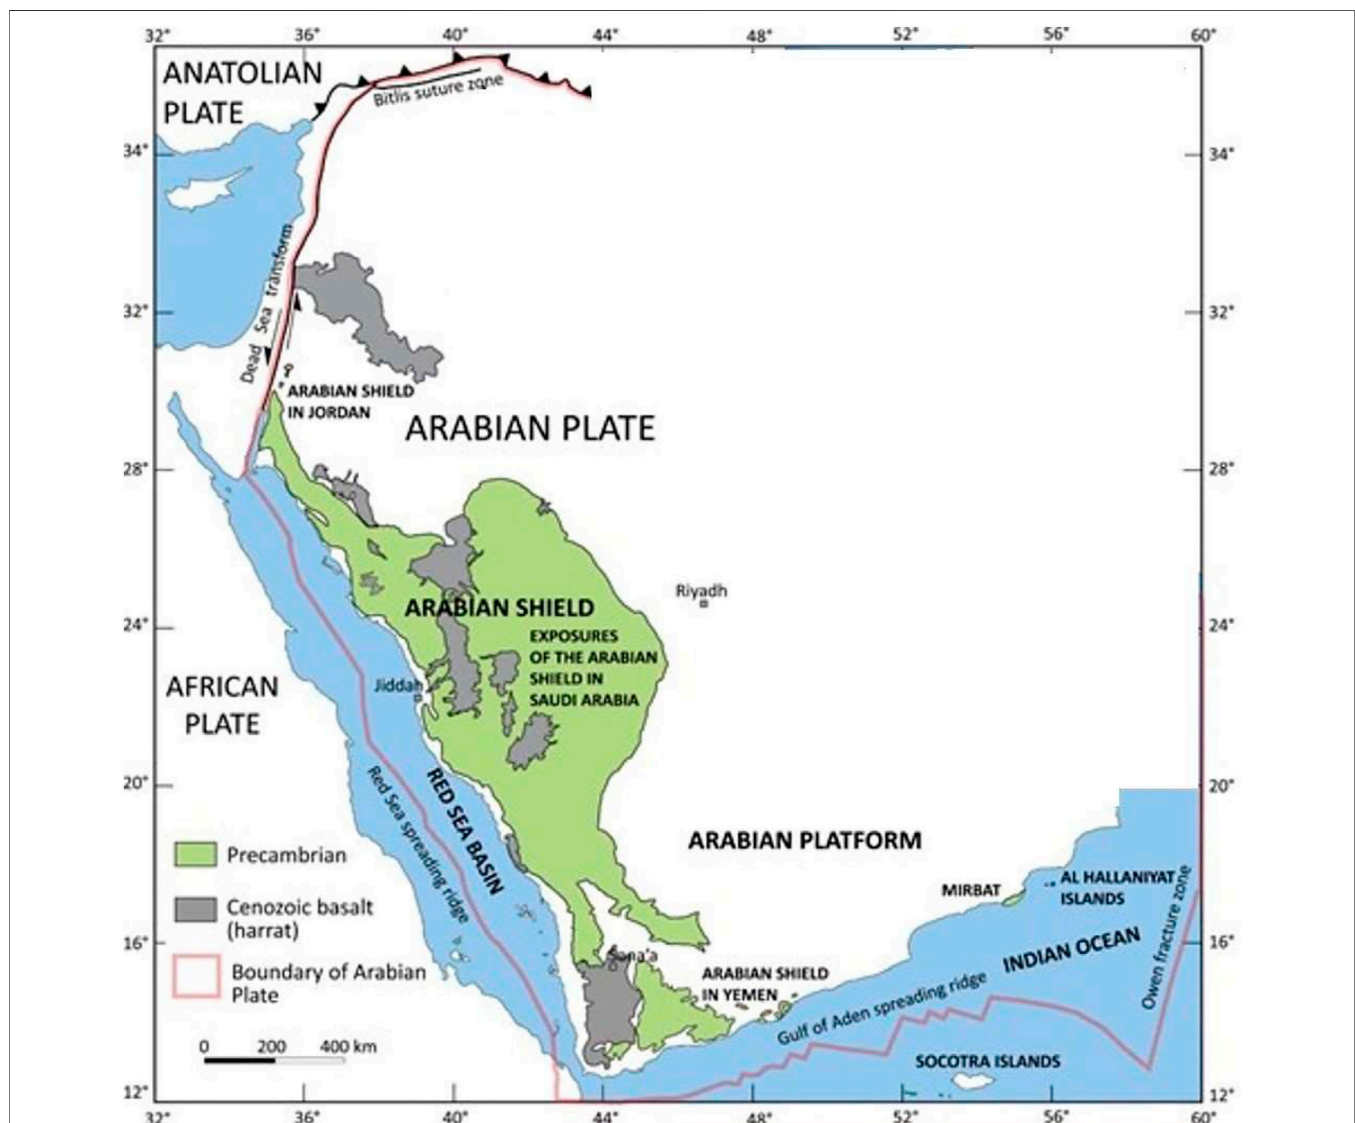 32° 36° 40° 44° 48° 52° 56° 60°
ANATOLIAN
PLATE
Bitlis suture zone
34° 34°
Dead Sea transform
32° 32°
ARABIAN SHIELD
IN JORDAN
ARABIAN PLATE
28° 28°
Riyadh
ARABIAN SHIELD
24° 24°
EXPOSURES
OF THE ARABIAN
SHIELD IN
SAUDI ARABIA
Jiddah
AFRICAN
PLATE
20° 20°
Red Sea spreading ridge
RED SEA BASIN
ARABIAN PLATFORM
Precambrian
MIRBAT
AL HALLANIYAT
ISLANDS
Cenozoic basalt
(harrat)
16° 16°
INDIAN OCEAN
Owen fracture zone
Sana'a
Boundary of Arabian
Plate
ARABIAN SHIELD
IN YEMEN
Gulf of Aden spreading ridge
0 200 400 km
SOCOTRA ISLANDS
12° 12°
32° 36° 40° 44° 48° 52° 56° 60°